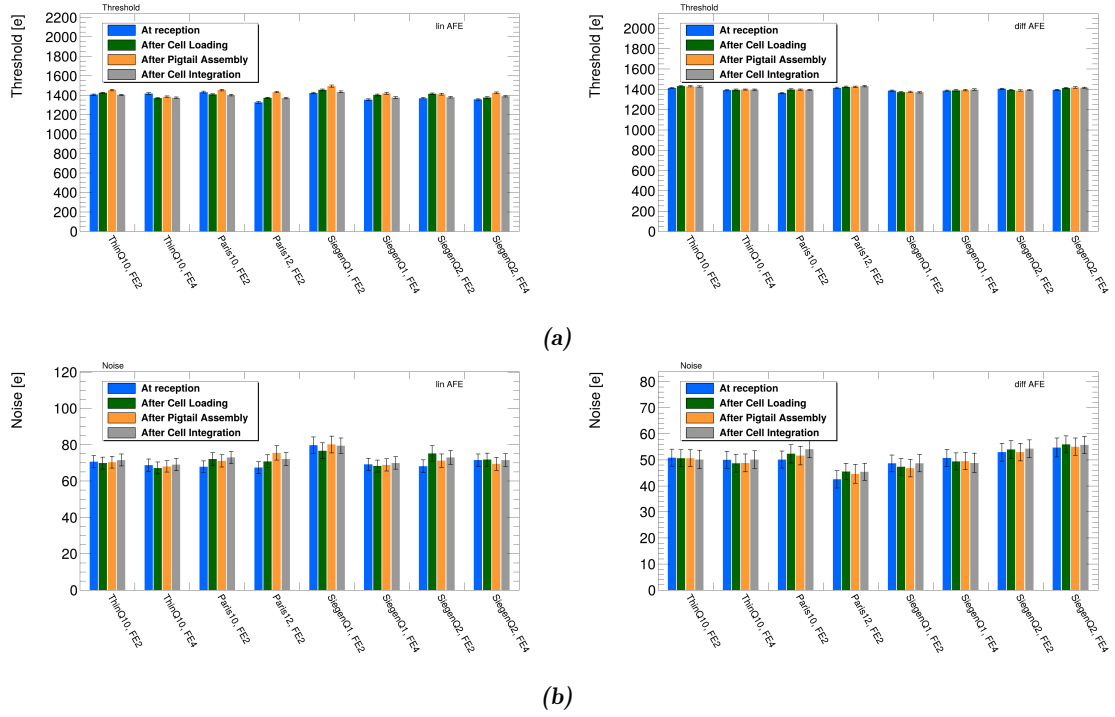 Threshold
Threshold [e]
lin AFE
At reception
After Cell Loading
After Pigtail Assembly
After Cell Integration
2200
2000
1800
1600
1400
1200
1000
800
600
400
200
0
ThinQ10, FE2
ThinQ10, FE4
Paris10, FE2
Paris12, FE2
SiegenQ1, FE2
SiegenQ1, FE4
SiegenQ2, FE2
SiegenQ2, FE4
Threshold
Threshold [e]
diff AFE
At reception
After Cell Loading
After Pigtail Assembly
After Cell Integration
2000
1800
1600
1400
1200
1000
800
600
400
200
0
ThinQ10, FE2
ThinQ10, FE4
Paris10, FE2
Paris12, FE2
SiegenQ1, FE2
SiegenQ1, FE4
SiegenQ2, FE2
SiegenQ2, FE4
(a)
Noise
Noise [e]
lin AFE
At reception
After Cell Loading
After Pigtail Assembly
After Cell Integration
120
100
80
60
40
20
0
ThinQ10, FE2
ThinQ10, FE4
Paris10, FE2
Paris12, FE2
SiegenQ1, FE2
SiegenQ1, FE4
SiegenQ2, FE2
SiegenQ2, FE4
Noise
Noise [e]
diff AFE
At reception
After Cell Loading
After Pigtail Assembly
After Cell Integration
80
70
60
50
40
30
20
10
0
ThinQ10, FE2
ThinQ10, FE4
Paris10, FE2
Paris12, FE2
SiegenQ1, FE2
SiegenQ1, FE4
SiegenQ2, FE2
SiegenQ2, FE4
(b)